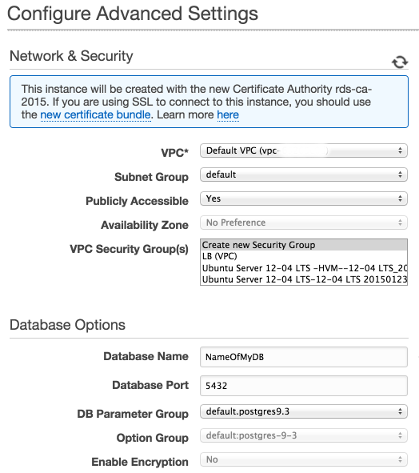 Configure Advanced Settings
Network & Security
This instance will be created with the new Certificate Authority rds-ca-
2015. If you are using SSL to connect to this instance, you should use
the new certificate bundle. Learn more here
VPC* Default VPC (vpc
Subnet Group default
Publicly Accessible Yes
Availability Zone No Preference
VPC Security Group(s) Create new Security Group
LB (VPC)
Ubuntu Server 12-04 LTS -HVM--12-04 LTS_20
Ubuntu Server 12-04 LTS-12-04 LTS 20150123
Database Options
Database Name NameOfMyDB
Database Port 5432
DB Parameter Group default.postgres9.3
Option Group default:postgres-9-3
Enable Encryption No